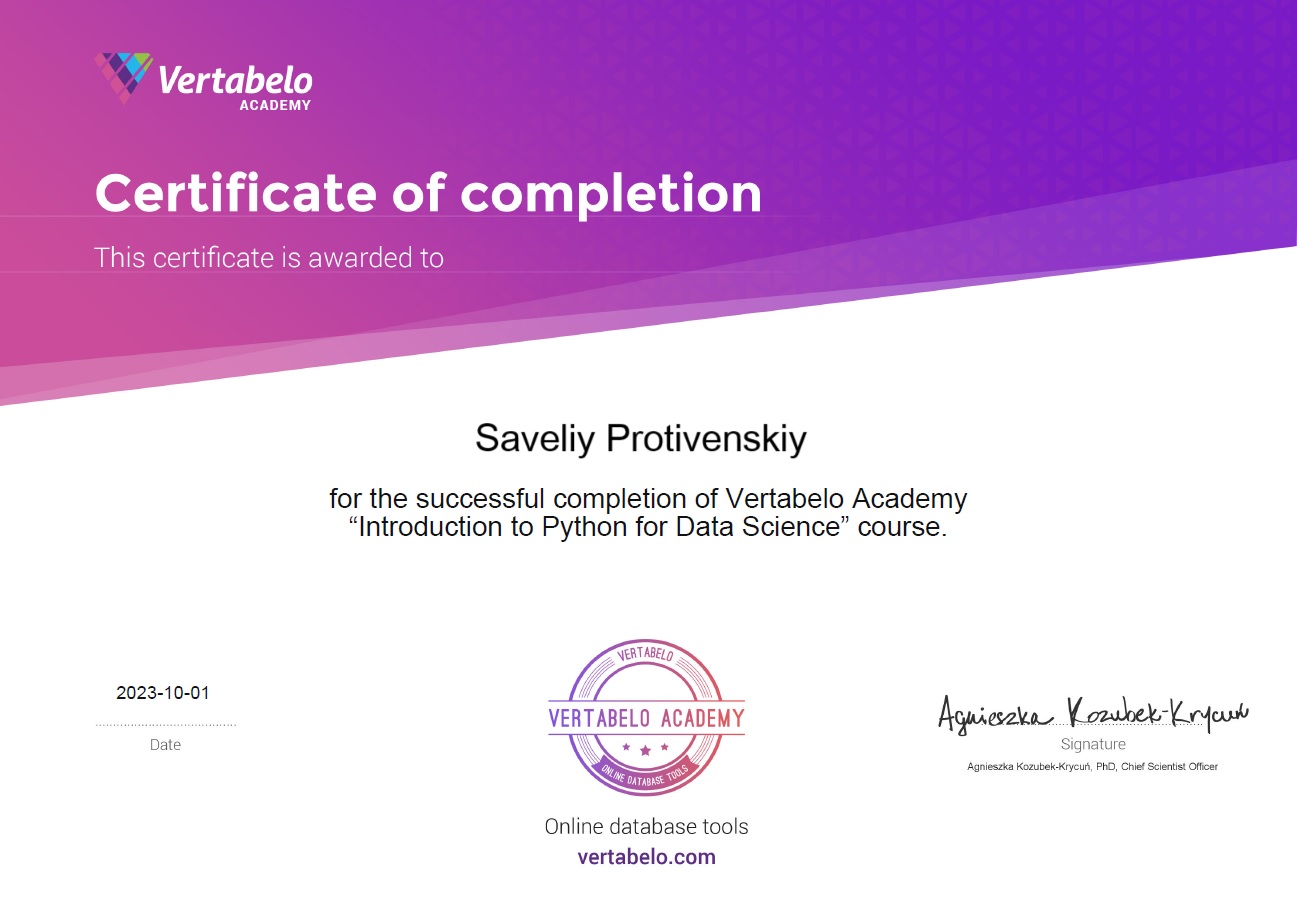 Vertabelo
ACADEMY
Certificate of completion
This certificate is awarded to
Saveliy Protivenskiy
for the successful completion of Vertabelo Academy
“Introduction to Python for Data Science” course.
2023-10-01
Date
VERTABELO
VERTABELO ACADEMY
ONLINE DATABASE TOOLS
Agnieszka Kozubek-Krycuń
Signature
Agnieszka Kozubek-Krycuń, PhD, Chief Scientist Officer
Online database tools
vertabelo.com